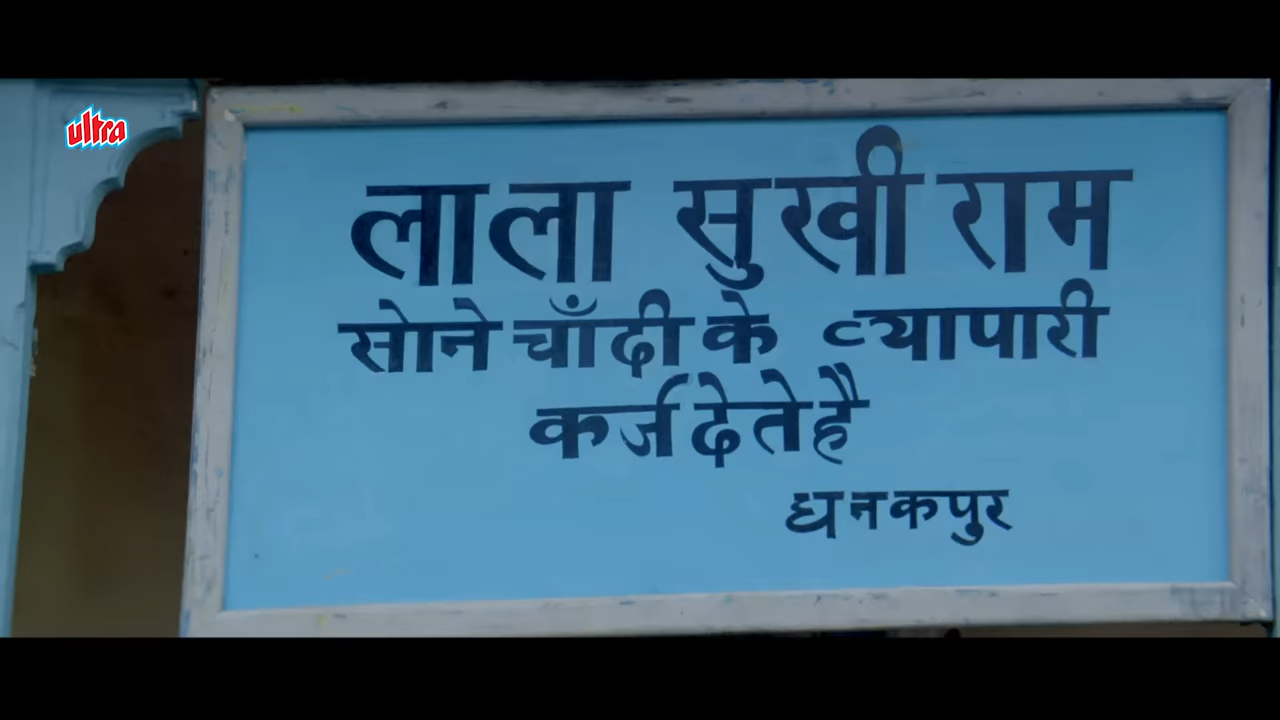 ultra
लाला सुखी राम
सोने चाँदी के व्यापारी
कर्ज देते है
धनकपुर